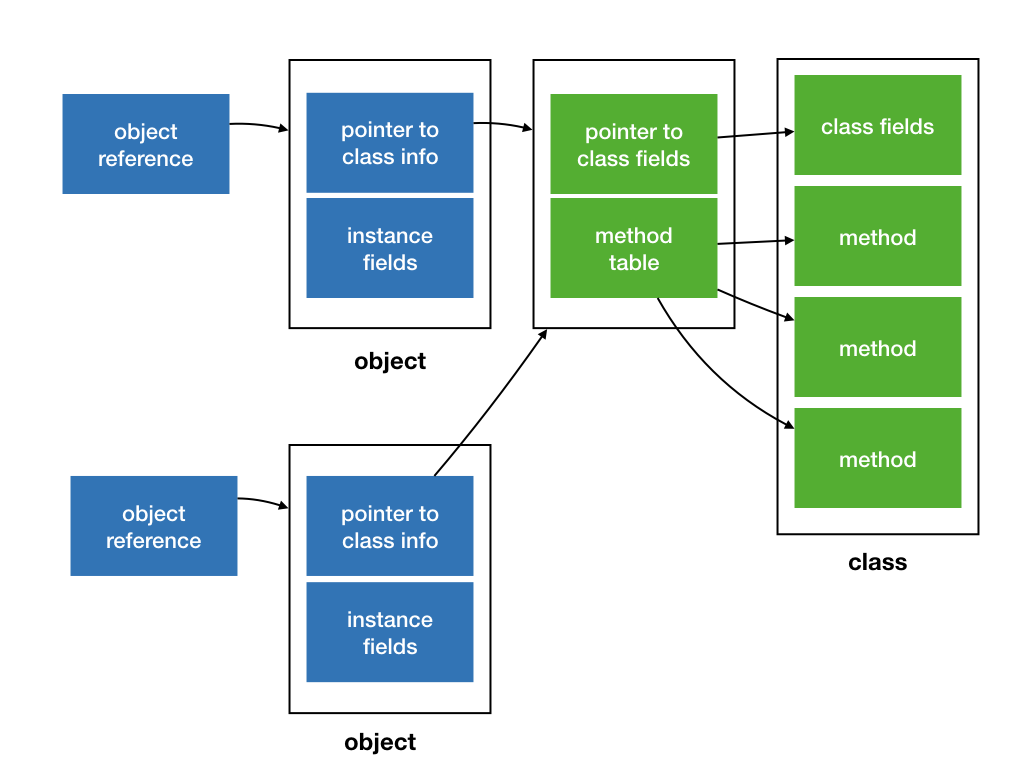 object
reference
pointer to
class info
instance
fields
object
pointer to
class fields
method
table
class fields
method
method
method
class
object
reference
pointer to
class info
instance
fields
object